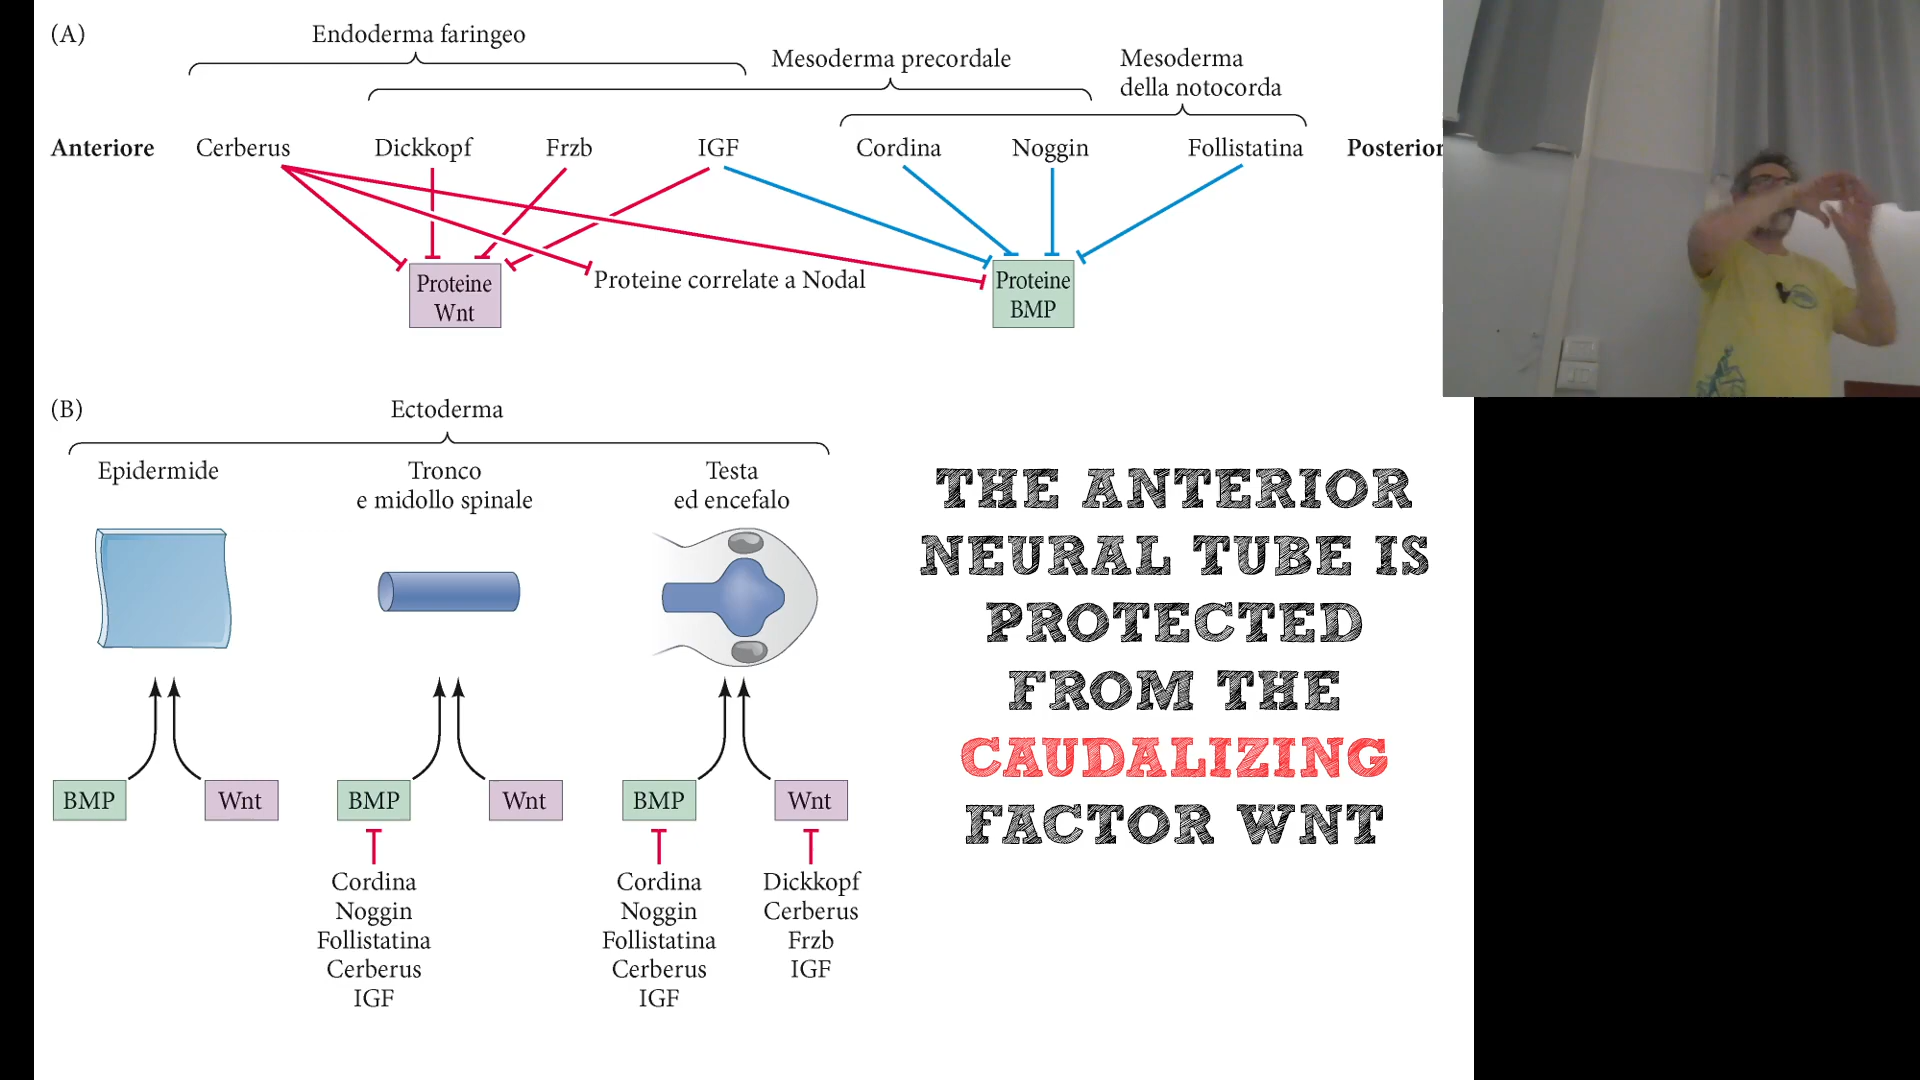 (A)
Endoderma faringeo
Mesoderma precordale
Mesoderma
della notocorda
Anteriore Cerberus Dickkopf Frzb IGF Cordina Noggin Follistatina Posterior
Proteine
Wnt
Proteine correlate a Nodal
Proteine
BMP
(B)
Ectoderma
Epidermide
Tronco
e midollo spinale
Testa
ed encefalo
BMP Wnt BMP Wnt BMP Wnt
Cordina
Noggin
Follistatina
Cerberus
IGF
Cordina
Noggin
Follistatina
Cerberus
IGF
Dickkopf
Cerberus
Frzb
IGF
THE ANTERIOR
NEURAL TUBE IS
PROTECTED
FROM THE
CAUDALIZING
FACTOR WNT